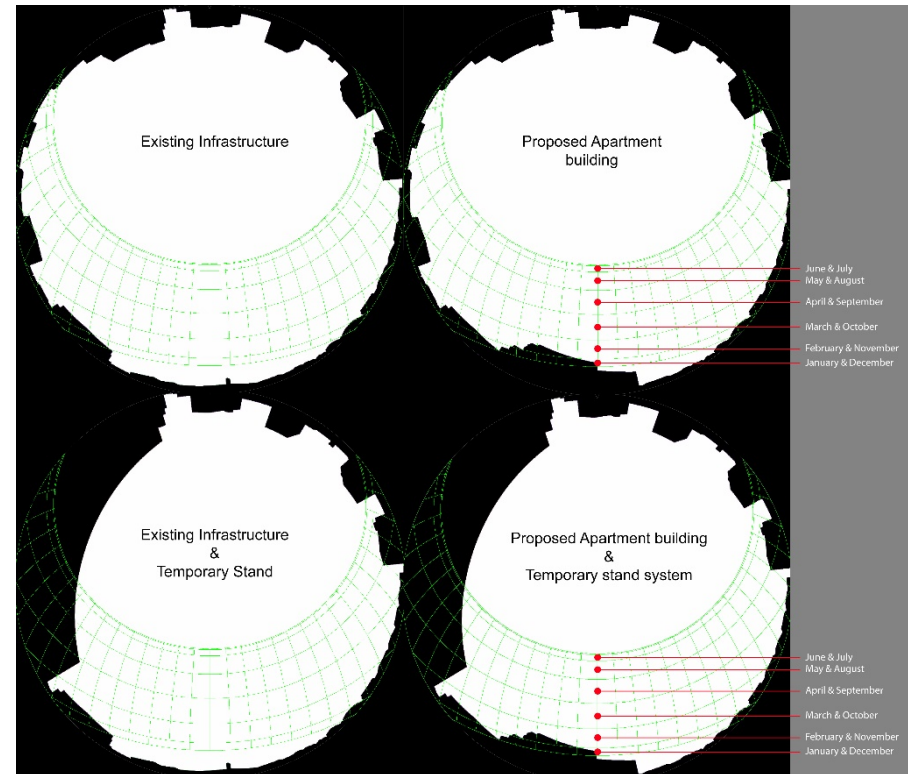 Existing Infrastructure
Proposed Apartment
building
June & July
May & August
April & September
March & October
February & November
January & December
Existing Infrastructure
&
Temporary Stand
Proposed Apartment building
&
Temporary stand system
June & July
May & August
April & September
March & October
February & November
January & December